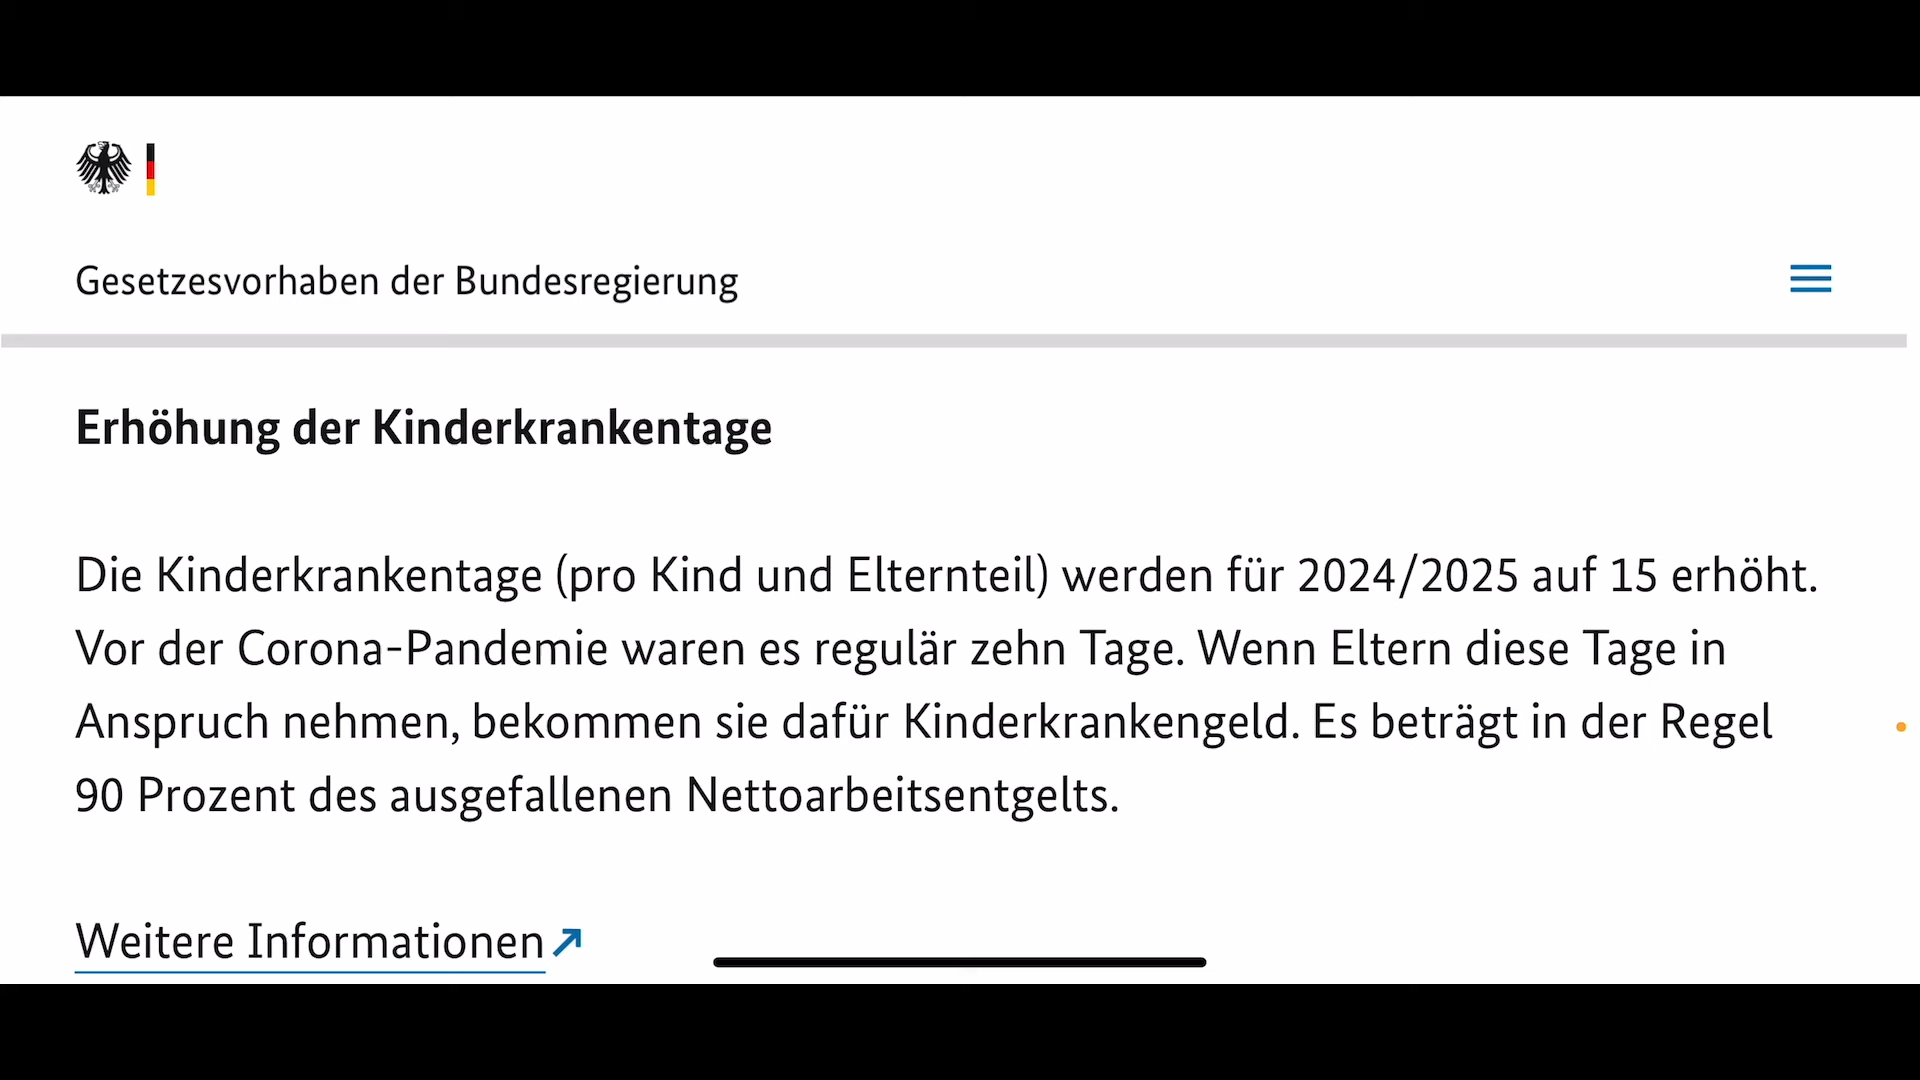 Gesetzesvorhaben der Bundesregierung
Erhöhung der Kinderkrankentage
Die Kinderkrankentage (pro Kind und Elternteil) werden für 2024/2025 auf 15 erhöht.
Vor der Corona-Pandemie waren es regulär zehn Tage. Wenn Eltern diese Tage in
Anspruch nehmen, bekommen sie dafür Kinderkrankengeld. Es beträgt in der Regel
90 Prozent des ausgefallenen Nettoarbeitsentgelts.
Weitere Informationen